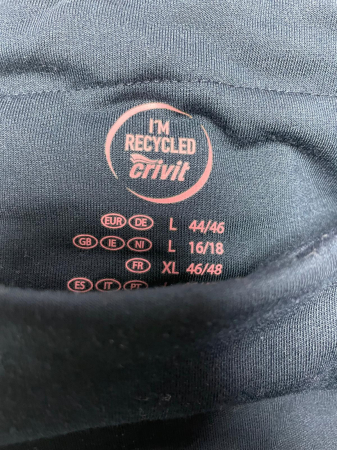 I'M
RECYCLED
crivit
EUR DE L 44/46
GB IE NI L 16/18
FR XL 46/48
ES IT PT